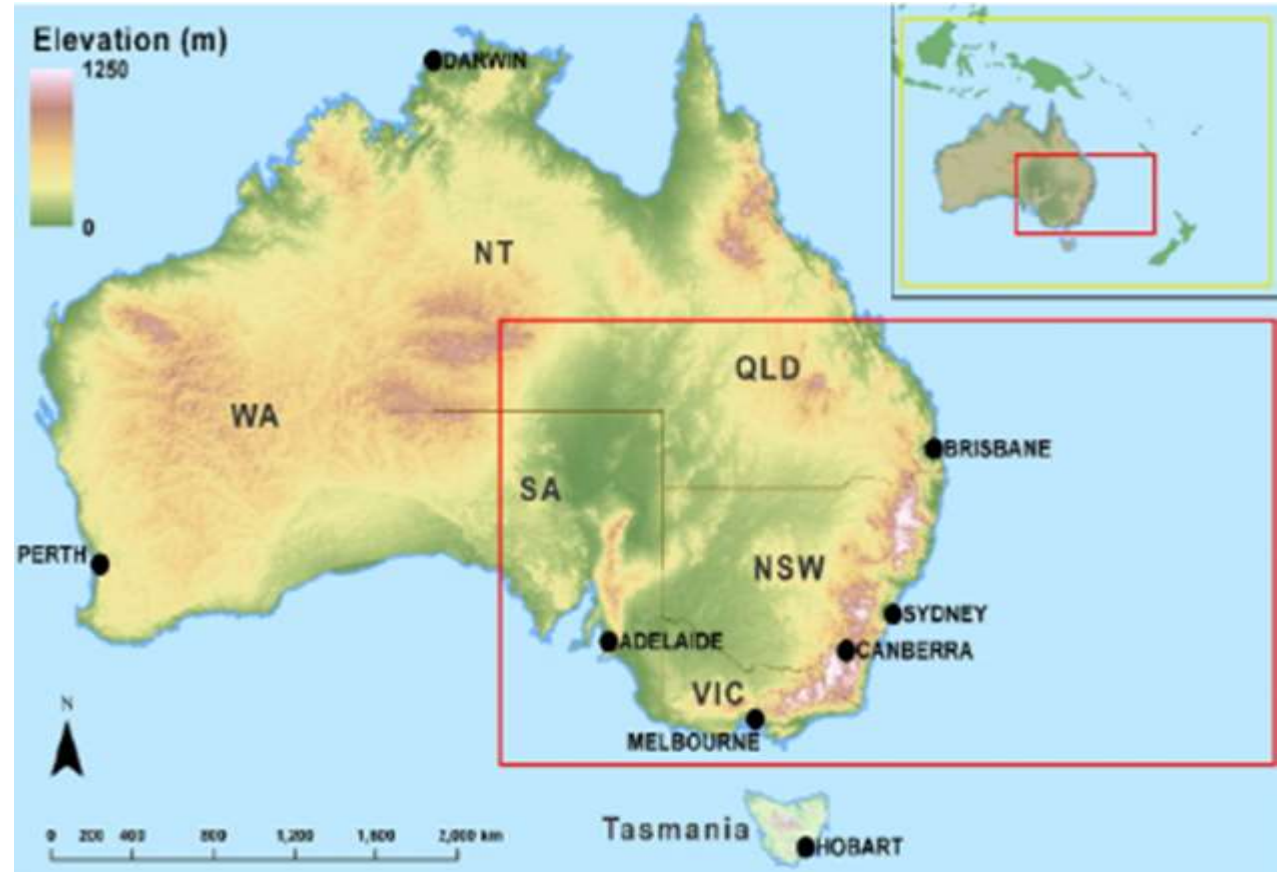 Elevation (m)
1250
0
DARWIN
NT
QLD
WA
BRISBANE
SA
PERTH
NSW
SYDNEY
ADELAIDE
CANBERRA
VIC
MELBOURNE
N
0 200 400 800 1,200 1,600 2,000 km
Tasmania
HOBART